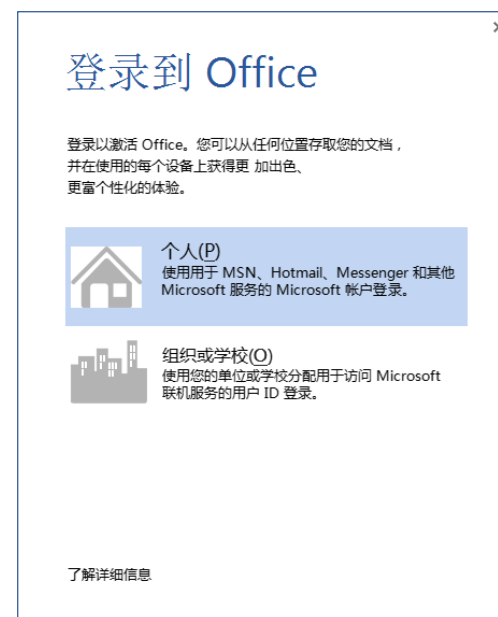 登录到 Office
登录以激活 Office。您可以从任何位置存取您的文档，
并在使用的每个设备上获得更 加出色、
更富个性化的体验。
个人(P)
使用用于 MSN、Hotmail、Messenger 和其他
Microsoft 服务的 Microsoft 帐户登录。
组织或学校(O)
使用您的单位或学校分配用于访问 Microsoft
联机服务的用户 ID 登录。
了解详细信息